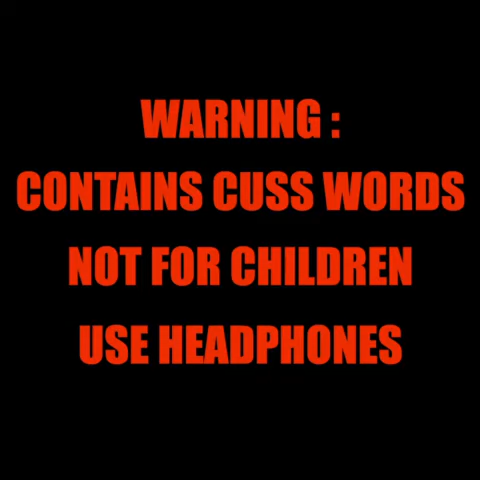 WARNING :
CONTAINS CUSS WORDS
NOT FOR CHILDREN
USE HEADPHONES